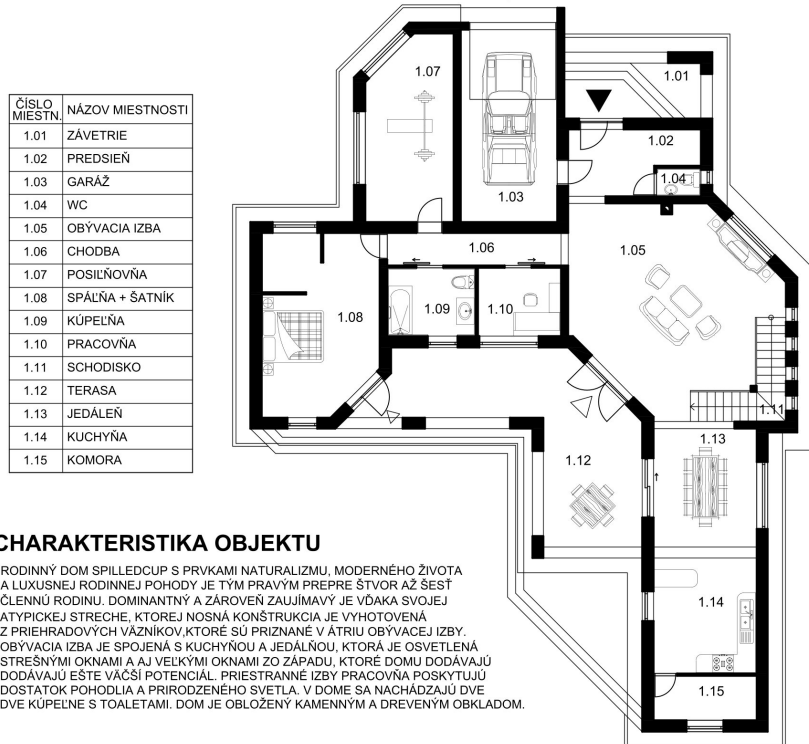 ČÍSLO MIESTN. NÁZOV MIESTNOSTI
1.01 ZÁVETRIE
1.02 PREDSIEŇ
1.03 GARÁŽ
1.04 WC
1.05 OBÝVACIA IZBA
1.06 CHODBA
1.07 POSILŇOVŇA
1.08 SPÁĽŇA + ŠATNÍK
1.09 KÚPEĽŇA
1.10 PRACOVŇA
1.11 SCHODISKO
1.12 TERASA
1.13 JEDÁLEŇ
1.14 KUCHYŇA
1.15 KOMORA
1.07
1.01
1.02
1.04
1.03
1.06
1.05
1.08
1.09
1.10
1.11
1.13
1.12
1.14
1.15
CHARAKTERISTIKA OBJEKTU
RODINNÝ DOM SPILLEDCUP S PRVKAMI NATURALIZMU, MODERNÉHO ŽIVOTA
A LUXUSNEJ RODINNEJ POHODY JE TÝM PRAVÝM PREPRE ŠTVOR AŽ ŠESŤ
ČLENNÚ RODINU. DOMINANTNÝ A ZÁROVEŇ ZAUJÍMAVÝ JE VĎAKA SVOJEJ
ATYPICKEJ STRECHE, KTOREJ NOSNÁ KONŠTRUKCIA JE VYHOTOVENÁ
Z PRIEHRADOVÝCH VÄZNÍKOV,KTORÉ SÚ PRIZNANÉ V ÁTRIU OBÝVACEJ IZBY.
OBÝVACIA IZBA JE SPOJENÁ S KUCHYŇOU A JEDÁLŇOU, KTORÁ JE OSVETLENÁ
STREŠNÝMI OKNAMI A AJ VEĽKÝMI OKNAMI ZO ZÁPADU, KTORÉ DOMU DODÁVAJÚ
DODÁVAJÚ EŠTE VÄČŠÍ POTENCIÁL. PRIESTRANNÉ IZBY PRACOVŇA POSKYTUJÚ
DOSTATOK POHODLIA A PRIRODZENÉHO SVETLA. V DOME SA NACHÁDZAJÚ DVE
DVE KÚPEĽNE S TOALETAMI. DOM JE OBLOŽENÝ KAMENNÝM A DREVENÝM OBKLADOM.